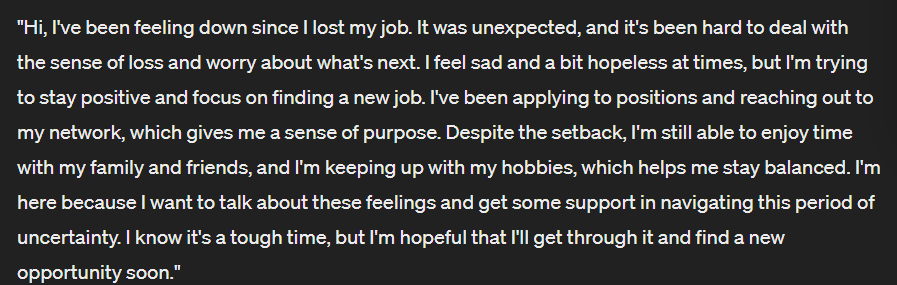 "Hi, I've been feeling down since I lost my job. It was unexpected, and it's been hard to deal with
the sense of loss and worry about what's next. I feel sad and a bit hopeless at times, but I'm trying
to stay positive and focus on finding a new job. I've been applying to positions and reaching out to
my network, which gives me a sense of purpose. Despite the setback, I'm still able to enjoy time
with my family and friends, and I'm keeping up with my hobbies, which helps me stay balanced. I'm
here because I want to talk about these feelings and get some support in navigating this period of
uncertainty. I know it's a tough time, but I'm hopeful that I'll get through it and find a new
opportunity soon."